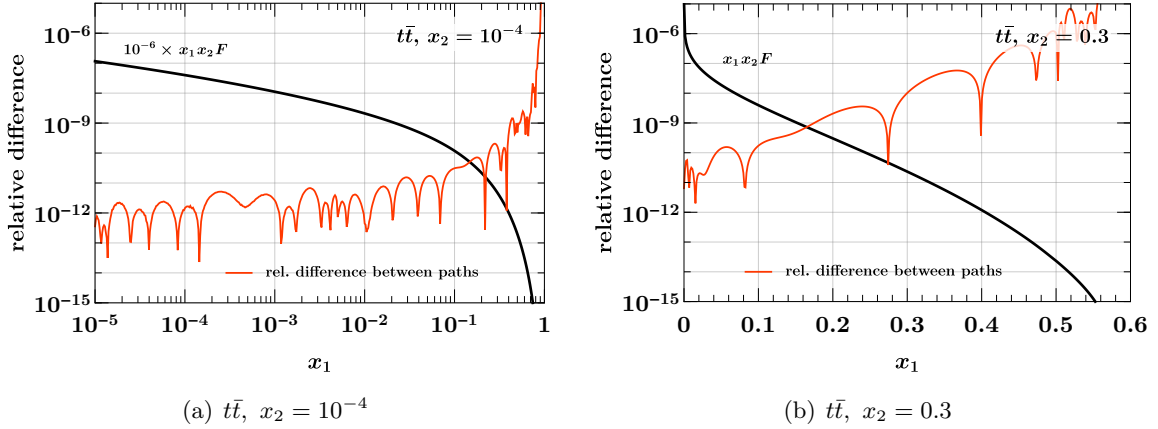 relative difference
10⁻⁶
10⁻⁹
10⁻¹²
10⁻¹⁵
10⁻⁶ × x₁x₂F
tt̄, x₂ = 10⁻⁴
rel. difference between paths
10⁻⁵ 10⁻⁴ 10⁻³ 10⁻² 10⁻¹ 1
x₁
(a) tt̄, x₂ = 10⁻⁴
relative difference
10⁻⁶
10⁻⁹
10⁻¹²
10⁻¹⁵
x₁x₂F
tt̄, x₂ = 0.3
rel. difference between paths
0 0.1 0.2 0.3 0.4 0.5 0.6
x₁
(b) tt̄, x₂ = 0.3